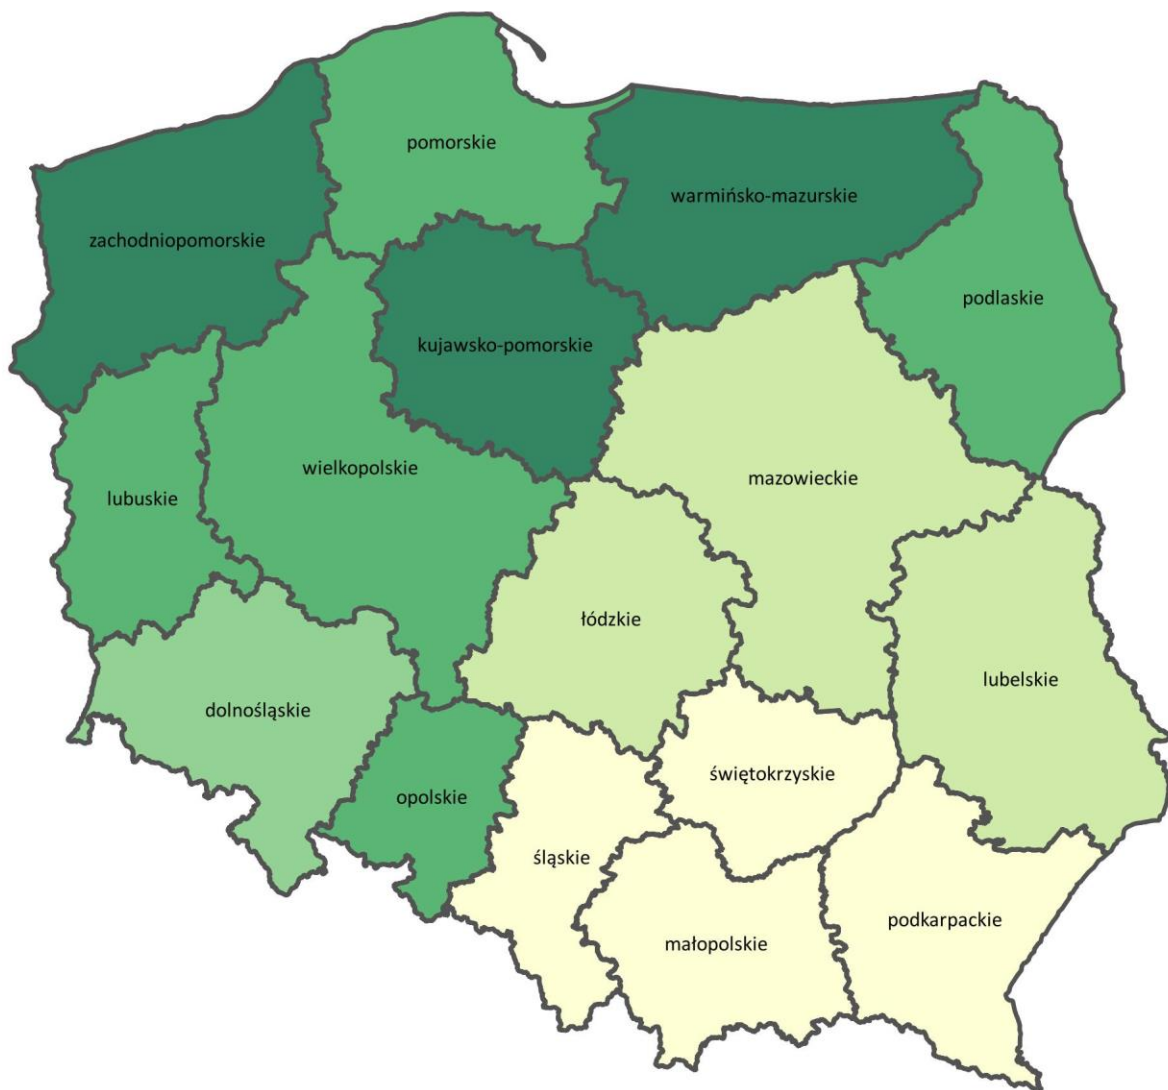 pomorskie
warmińsko-mazurskie
zachodniopomorskie
podlaskie
kujawsko-pomorskie
wielkopolskie
mazowieckie
lubuskie
łódzkie
lubelskie
dolnośląskie
świętokrzyskie
opolskie
śląskie
podkarpackie
małopolskie